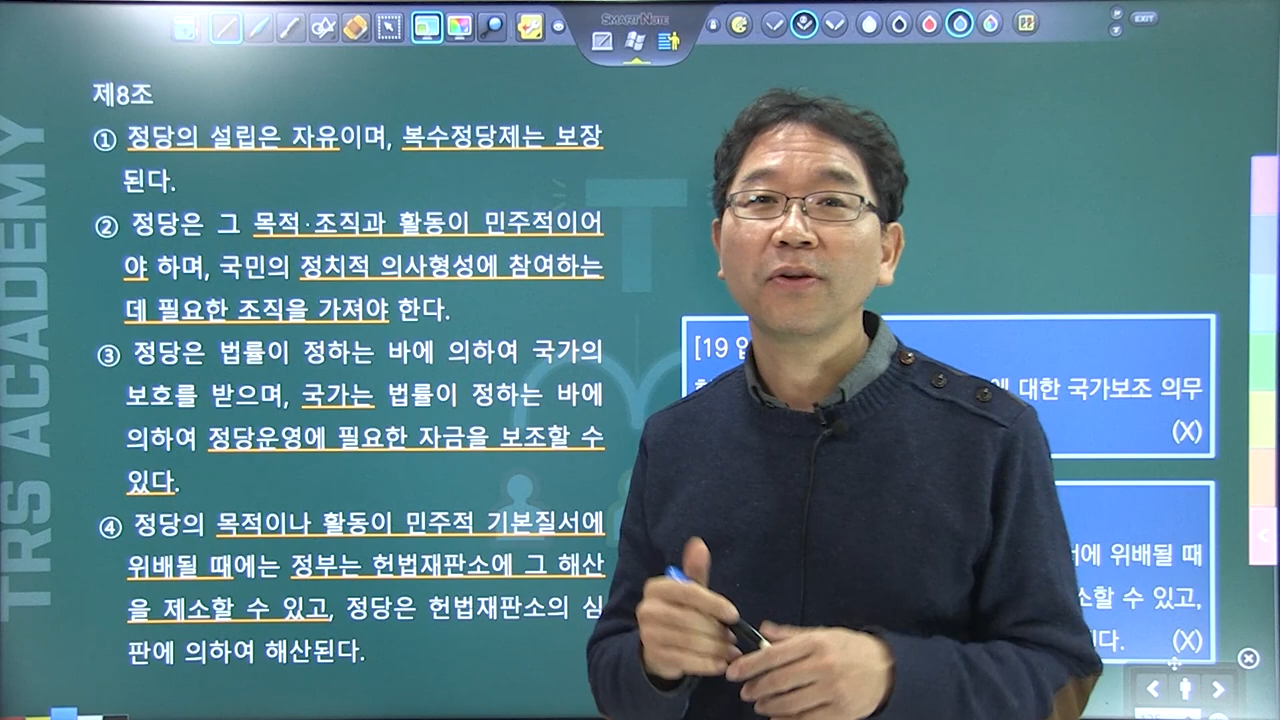 SMART NOTE
EXIT
TRS ACADEMY
제8조
① 정당의 설립은 자유이며, 복수정당제는 보장
된다.
② 정당은 그 목적·조직과 활동이 민주적이어
야 하며, 국민의 정치적 의사형성에 참여하는
데 필요한 조직을 가져야 한다.
③ 정당은 법률이 정하는 바에 의하여 국가의
보호를 받으며, 국가는 법률이 정하는 바에
의하여 정당운영에 필요한 자금을 보조할 수
있다.
④ 정당의 목적이나 활동이 민주적 기본질서에
위배될 때에는 정부는 헌법재판소에 그 해산
을 제소할 수 있고, 정당은 헌법재판소의 심
판에 의하여 해산된다.
[19
대한 국가보조 의무
(X)
위배될 때
수 있고,
(X)